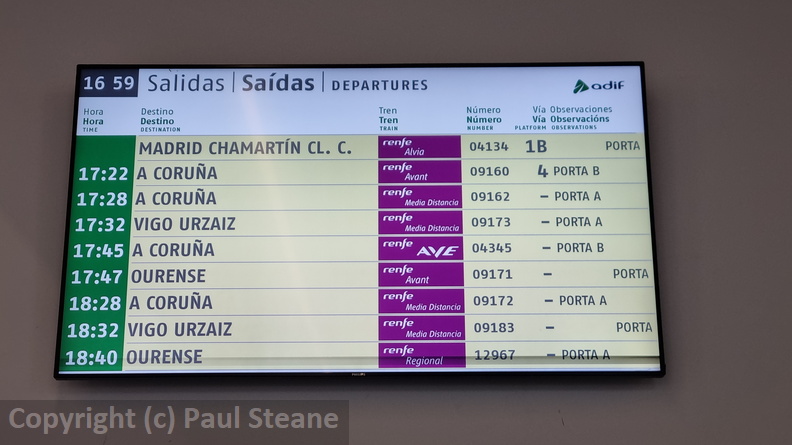 16 59 Salidas | Saídas | DEPARTURES adif
Hora Destino Tren Número Vía Observaciones
Hora Destino Tren Número Vía Observacións
TIME DESTINATION TRAIN NUMBER PLATFORM OBSERVATIONS
MADRID CHAMARTÍN CL. C. renfe Alvia 04134 1B PORTA
17:22 A CORUÑA renfe Avant 09160 4 PORTA B
17:28 A CORUÑA renfe Media Distancia 09162 - PORTA A
17:32 VIGO URZAIZ renfe Media Distancia 09173 - PORTA A
17:45 A CORUÑA renfe AVE 04345 - PORTA B
17:47 OURENSE renfe Avant 09171 - PORTA
18:28 A CORUÑA renfe Media Distancia 09172 - PORTA A
18:32 VIGO URZAIZ renfe Media Distancia 09183 - PORTA
18:40 OURENSE renfe Regional 12967 - PORTA A
PHILIPS
Copyright (c) Paul Steane